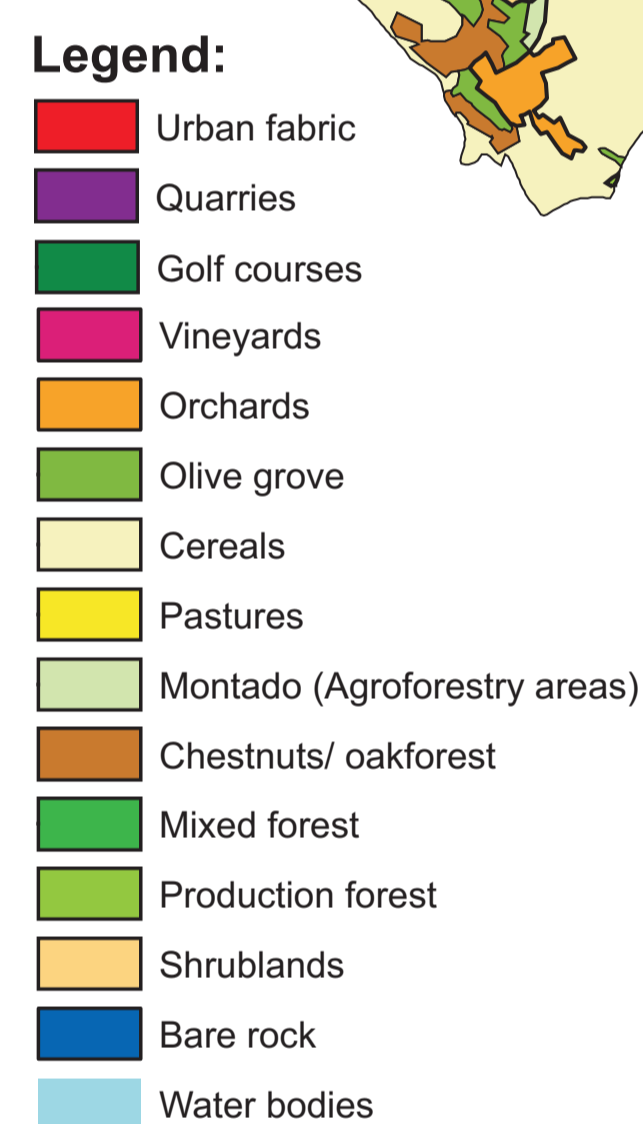 Legend:
Urban fabric
Quarries
Golf courses
Vineyards
Orchards
Olive grove
Cereals
Pastures
Montado (Agroforestry areas)
Chestnuts/ oakforest
Mixed forest
Production forest
Shrublands
Bare rock
Water bodies